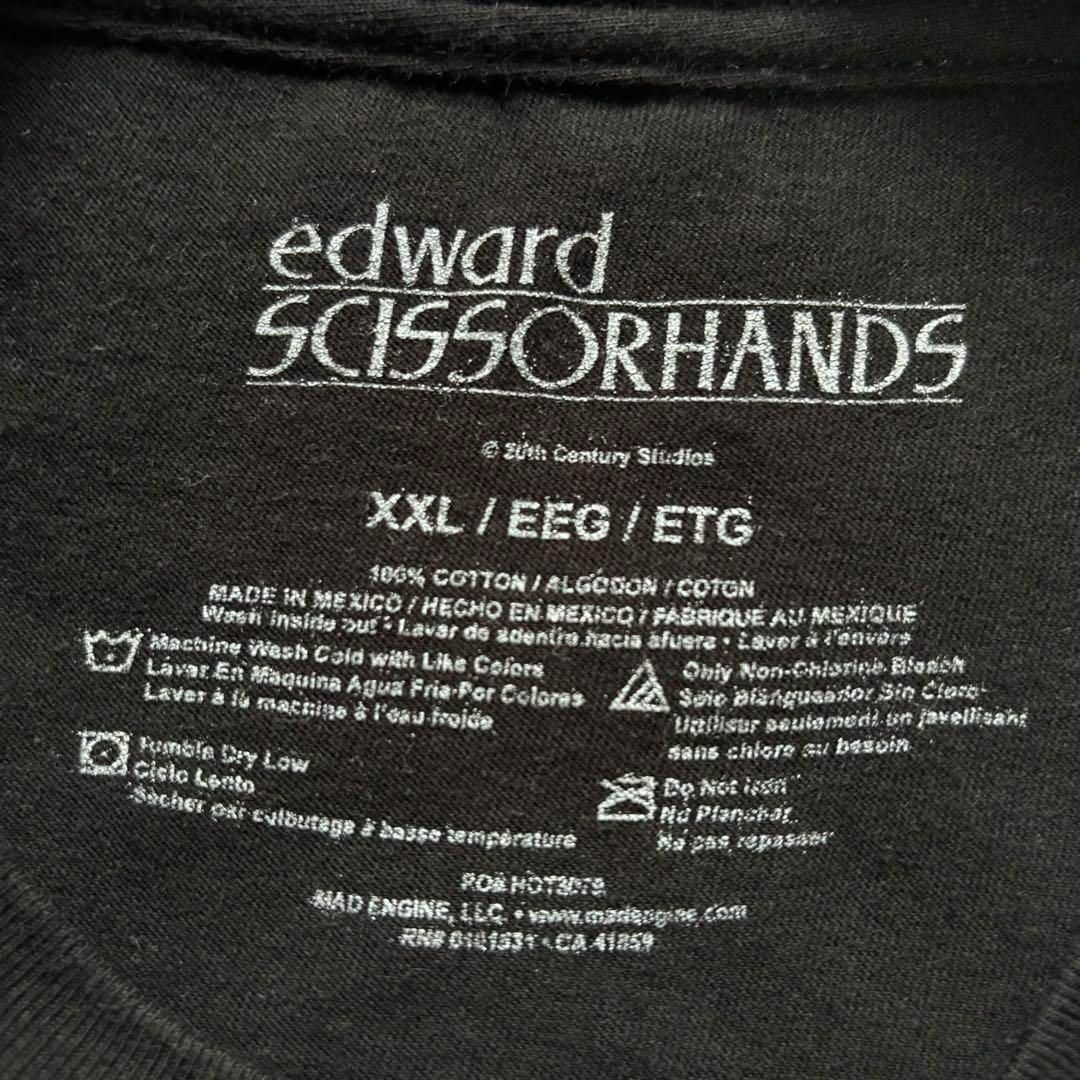 edward
SCISSORHANDS
© 20th Century Studios
XXL / EEG / ETG
100% COTTON / ALGODON / COTON
MADE IN MEXICO / HECHO EN MEXICO / FABRIQUÉ AU MEXIQUE
Wash inside out • Lavar de adentro hacia afuera • Laver à l'envers
Machine Wash Cold with Like Colors
Lavar En Maquina Agua Fria Por Colores
Laver à la machine à l'eau froide
Only Non-Chlorine Bleach
Solo Blanqueador Sin Cloro
Utiliser seulement un javellisant
sans chlore au besoin
Tumble Dry Low
Ciclo Lento
Sécher par culbutage à basse température
Do Not Iron
No Planchar
Ne pas repasser
MAD ENGINE, LLC. • www.madengine.com
CA 41859